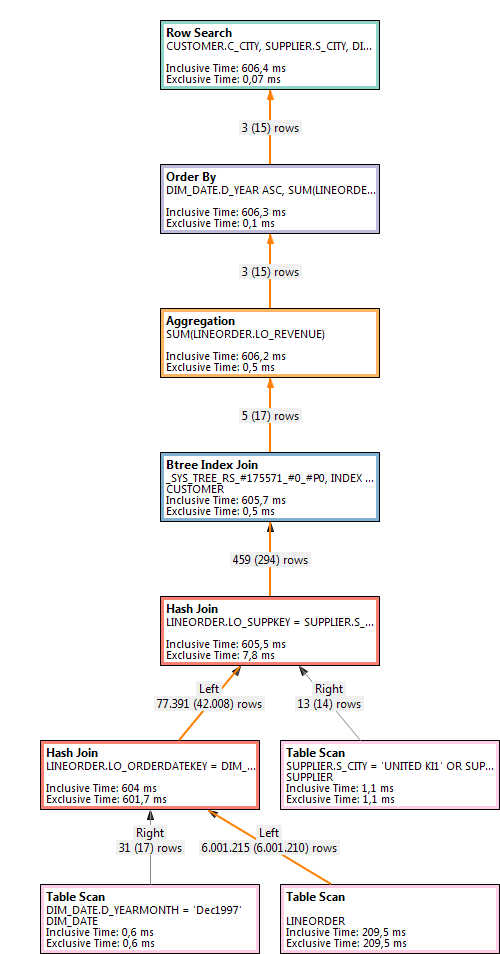 Row Search
CUSTOMER.C_CITY, SUPPLIER.S_CITY, DI...
Inclusive Time: 606,4 ms
Exclusive Time: 0,07 ms
3 (15) rows
Order By
DIM_DATE.D_YEAR ASC, SUM(LINEORDE...
Inclusive Time: 606,3 ms
Exclusive Time: 0,1 ms
3 (15) rows
Aggregation
SUM(LINEORDER.LO_REVENUE)
Inclusive Time: 606,2 ms
Exclusive Time: 0,5 ms
5 (17) rows
Btree Index Join
_SYS_TREE_RS_#175571_#0_#P0, INDEX ...
CUSTOMER
Inclusive Time: 605,7 ms
Exclusive Time: 0,5 ms
459 (294) rows
Hash Join
LINEORDER.LO_SUPPKEY = SUPPLIER.S_...
Inclusive Time: 605,5 ms
Exclusive Time: 7,8 ms
Left
77.391 (42.008) rows
Right
13 (14) rows
Hash Join
LINEORDER.LO_ORDERDATEKEY = DIM_...
Inclusive Time: 604 ms
Exclusive Time: 601,7 ms
Table Scan
SUPPLIER.S_CITY = 'UNITED KI1' OR SUP...
SUPPLIER
Inclusive Time: 1,1 ms
Exclusive Time: 1,1 ms
Right
31 (17) rows
Left
6.001.215 (6.001.210) rows
Table Scan
DIM_DATE.D_YEARMONTH = 'Dec1997'
DIM_DATE
Inclusive Time: 0,6 ms
Exclusive Time: 0,6 ms
Table Scan
LINEORDER
Inclusive Time: 209,5 ms
Exclusive Time: 209,5 ms